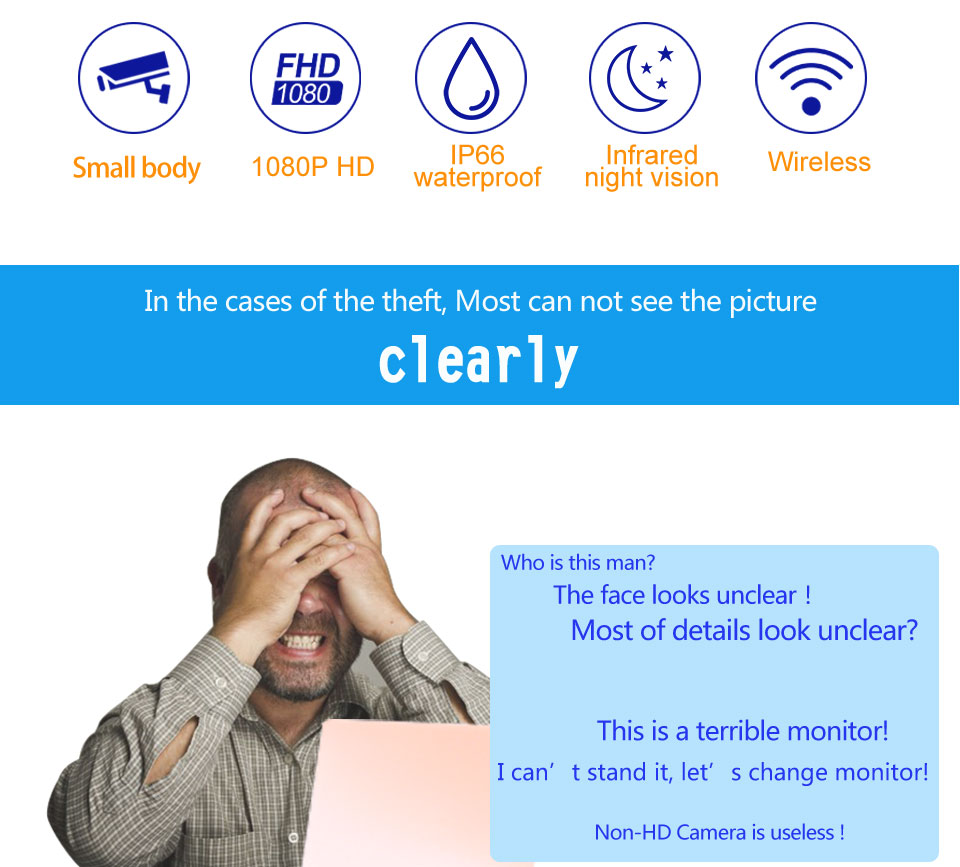 FHD
1080
Small body
1080P HD
IP66
waterproof
Infrared
night vision
Wireless
In the cases of the theft, Most can not see the picture
clearly
Who is this man?
The face looks unclear !
Most of details look unclear?
This is a terrible monitor!
I can’t stand it, let’s change monitor!
Non-HD Camera is useless !